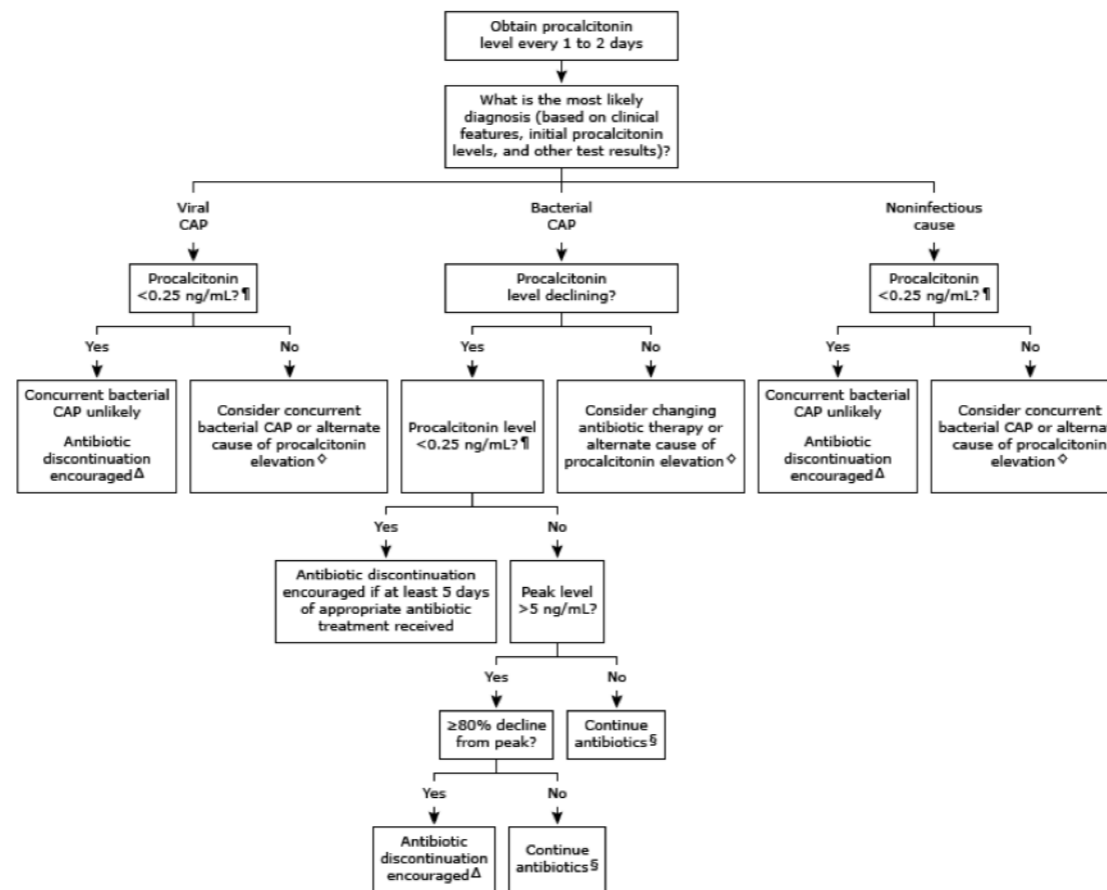 Obtain procalcitonin
level every 1 to 2 days
What is the most likely
diagnosis (based on clinical
features, initial procalcitonin
levels, and other test results)?
Viral
CAP
Bacterial
CAP
Noninfectious
cause
Procalcitonin
<0.25 ng/mL?¶
Procalcitonin
level declining?
Procalcitonin
<0.25 ng/mL?¶
Yes
No
Yes
No
Yes
No
Concurrent bacterial
CAP unlikely
Antibiotic
discontinuation
encouragedΔ
Consider concurrent
bacterial CAP or alternate
cause of procalcitonin
elevation◊
Procalcitonin level
<0.25 ng/mL?¶
Consider changing
antibiotic therapy or
alternate cause of
procalcitonin elevation◊
Concurrent bacterial
CAP unlikely
Antibiotic
discontinuation
encouragedΔ
Consider concurrent
bacterial CAP or alternat
cause of procalcitonin
elevation◊
Yes
No
Antibiotic discontinuation
encouraged if at least 5 days
of appropriate antibiotic
treatment received
Peak level
>5 ng/mL?
Yes
No
≥80% decline
from peak?
Continue
antibiotics§
Yes
No
Antibiotic
discontinuation
encouragedΔ
Continue
antibiotics§